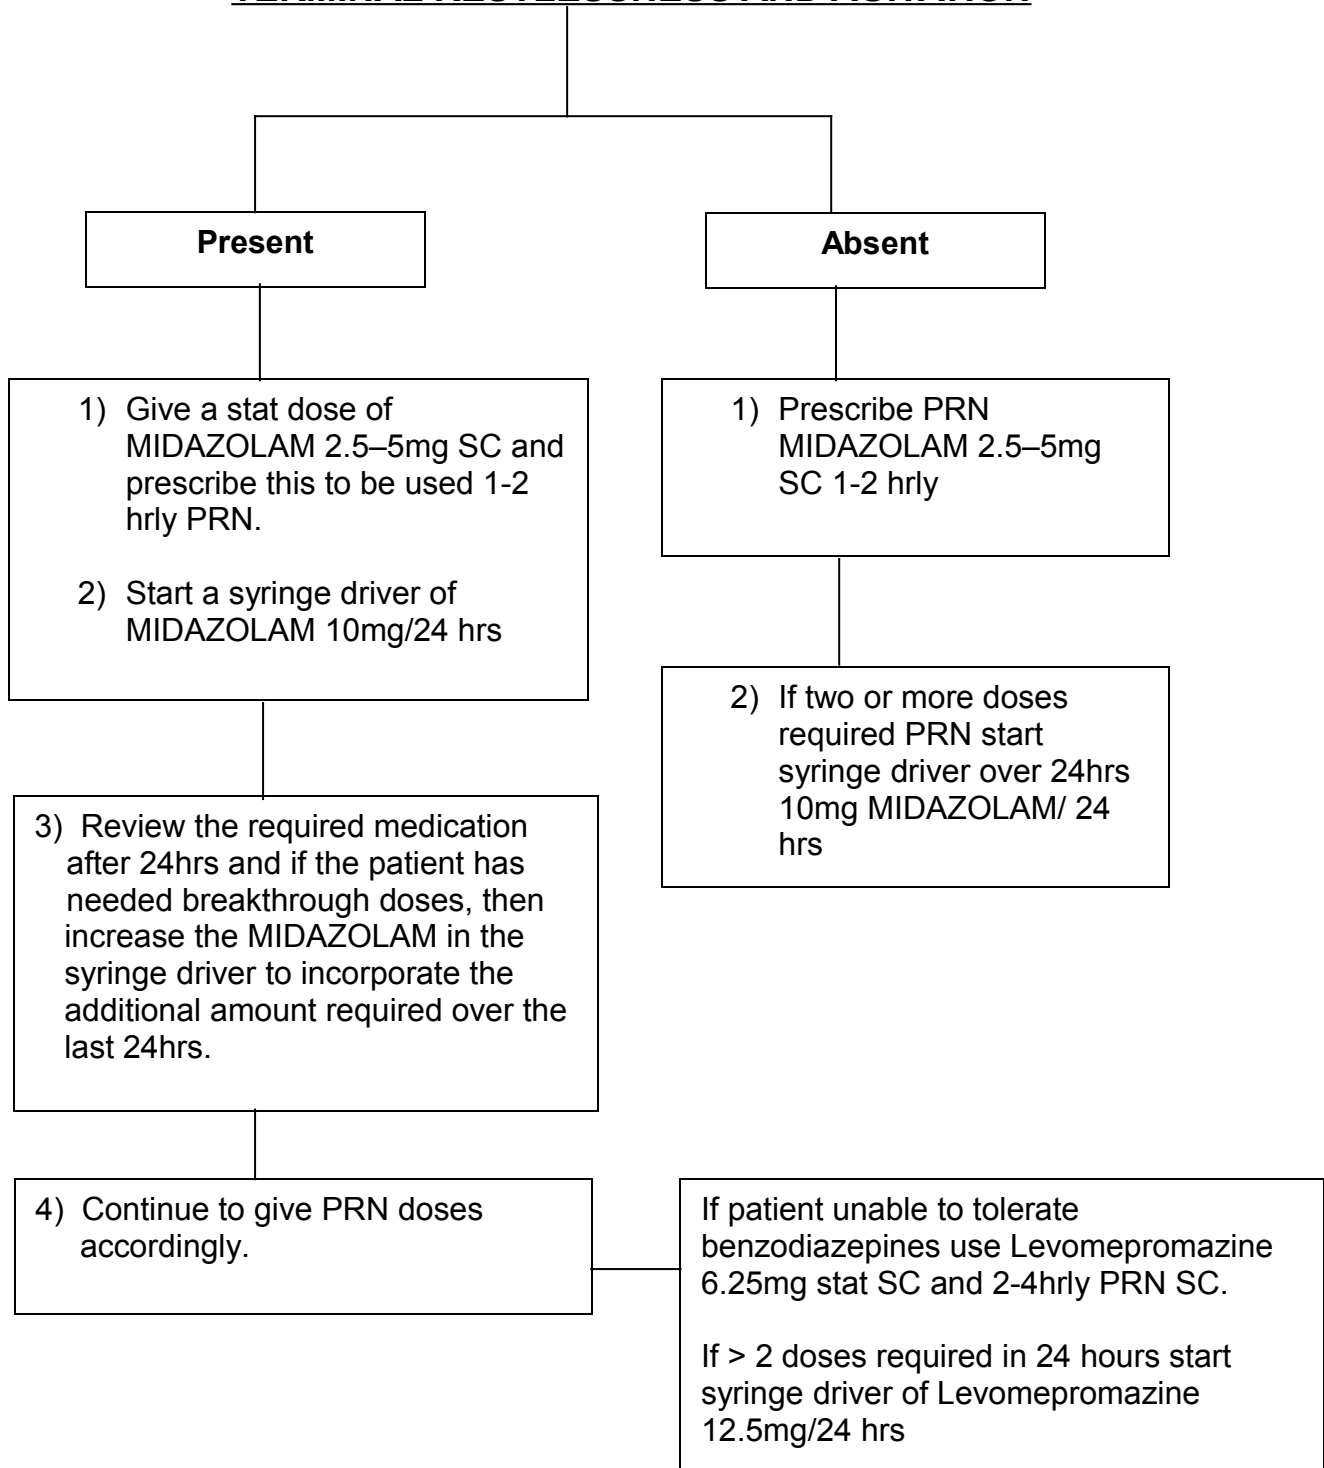 Present
Absent
1) Give a stat dose of
MIDAZOLAM 2.5–5mg SC and
prescribe this to be used 1-2
hrly PRN.
2) Start a syringe driver of
MIDAZOLAM 10mg/24 hrs
1) Prescribe PRN
MIDAZOLAM 2.5–5mg
SC 1-2 hrly
2) If two or more doses
required PRN start
syringe driver over 24hrs
10mg MIDAZOLAM/ 24
hrs
3) Review the required medication
after 24hrs and if the patient has
needed breakthrough doses, then
increase the MIDAZOLAM in the
syringe driver to incorporate the
additional amount required over the
last 24hrs.
4) Continue to give PRN doses
accordingly.
If patient unable to tolerate
benzodiazepines use Levomepromazine
6.25mg stat SC and 2-4hrly PRN SC.
If > 2 doses required in 24 hours start
syringe driver of Levomepromazine
12.5mg/24 hrs